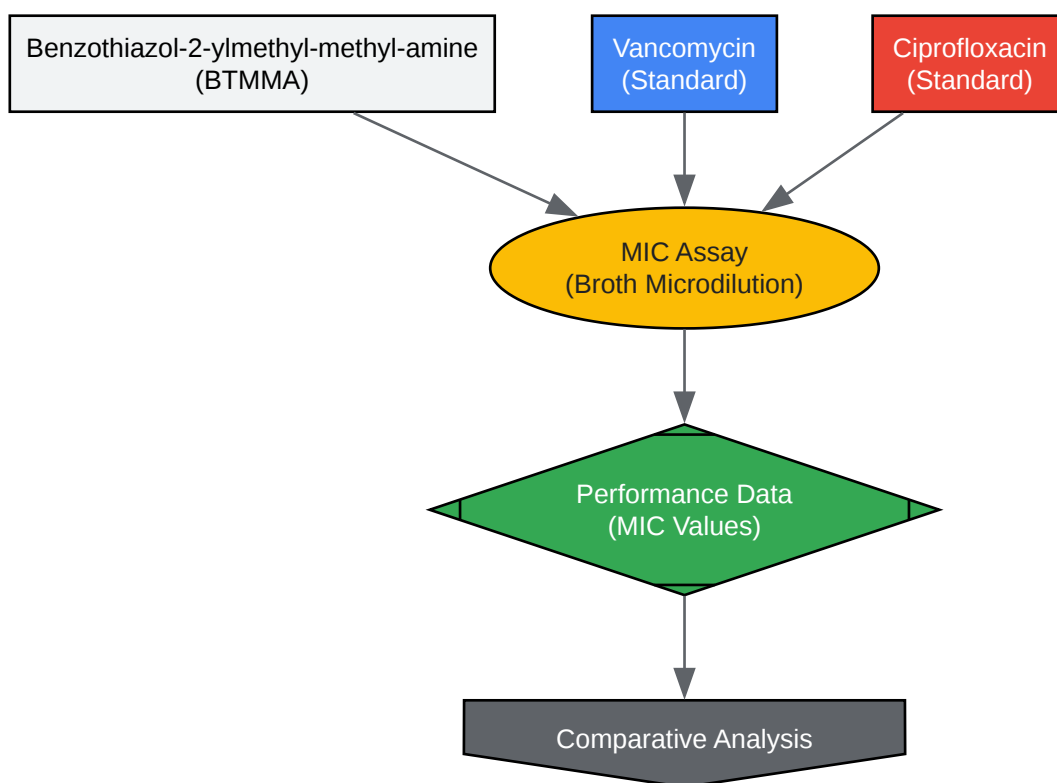 Benzothiazol-2-ylmethyl-methyl-amine
(BTMMA)
Vancomycin
(Standard)
Ciprofloxacin
(Standard)
MIC Assay
(Broth Microdilution)
Performance Data
(MIC Values)
Comparative Analysis